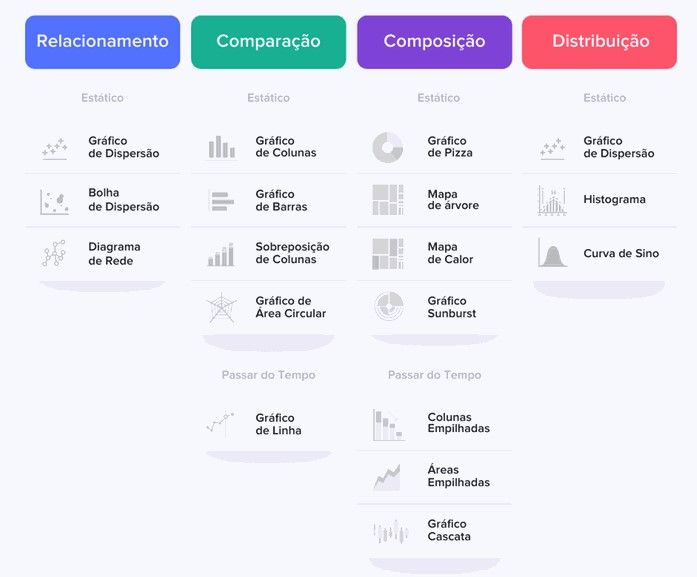 Relacionamento
Estático
Gráfico
de Dispersão
Bolha
de Dispersão
Diagrama
de Rede
Comparação
Estático
Gráfico
de Colunas
Gráfico
de Barras
Sobreposição
de Colunas
Gráfico de
Área Circular
Passar do Tempo
Gráfico
de Linha
Composição
Estático
Gráfico
de Pizza
Mapa
de árvore
Mapa
de Calor
Gráfico
Sunburst
Passar do Tempo
Colunas
Empilhadas
Áreas
Empilhadas
Gráfico
Cascata
Distribuição
Estático
Gráfico
de Dispersão
Histograma
Curva de Sino